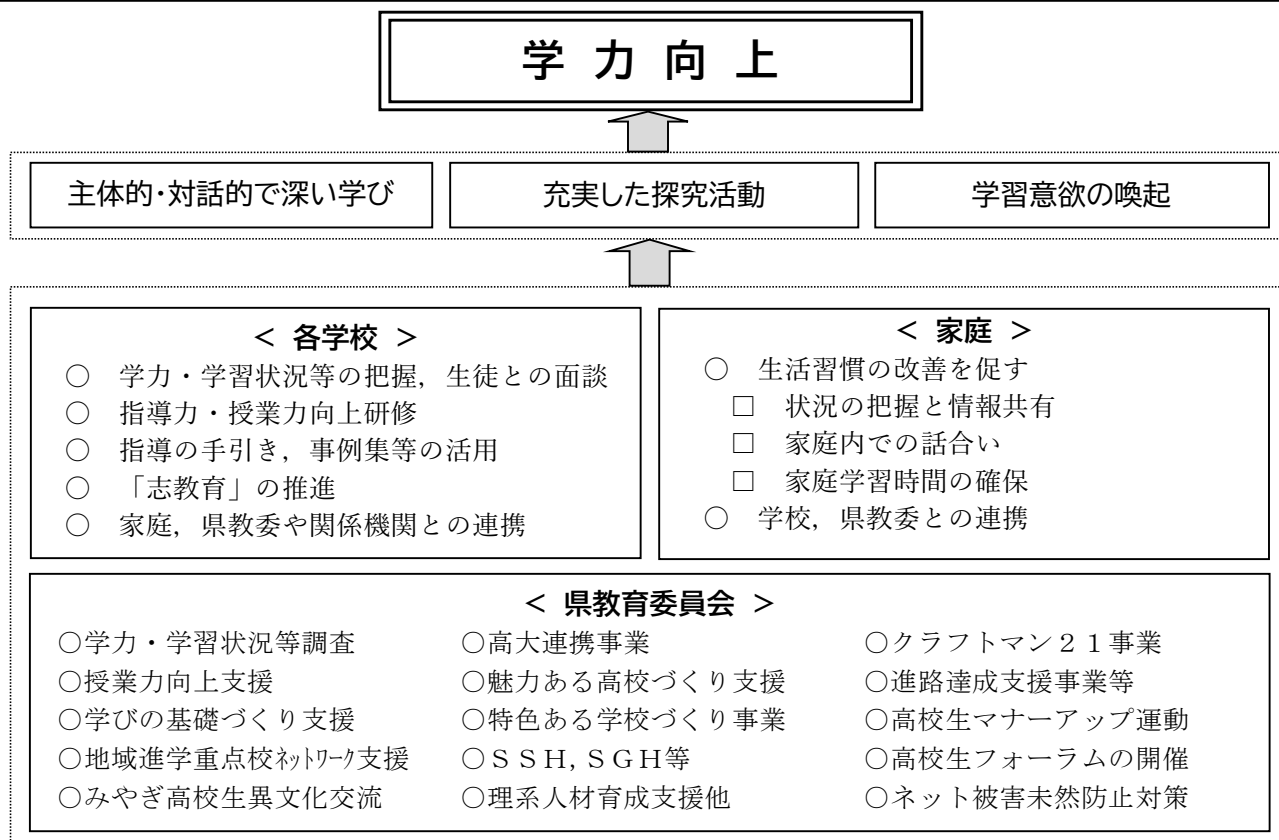 学 力 向 上
主体的・対話的で深い学び
充実した探究活動
学習意欲の喚起
＜ 各学校 ＞
○ 学力・学習状況等の把握，生徒との面談
○ 指導力・授業力向上研修
○ 指導の手引き，事例集等の活用
○ 「志教育」の推進
○ 家庭，県教委や関係機関との連携
＜ 家庭 ＞
○ 生活習慣の改善を促す
□ 状況の把握と情報共有
□ 家庭内での話合い
□ 家庭学習時間の確保
○ 学校，県教委との連携
＜ 県教育委員会 ＞
○学力・学習状況等調査
○授業力向上支援
○学びの基礎づくり支援
○地域進学重点校ﾈｯﾄﾜｰｸ支援
○みやぎ高校生異文化交流
○高大連携事業
○魅力ある高校づくり支援
○特色ある学校づくり事業
○ＳＳＨ，ＳＧＨ等
○理系人材育成支援他
○クラフトマン２１事業
○進路達成支援事業等
○高校生マナーアップ運動
○高校生フォーラムの開催
○ネット被害未然防止対策